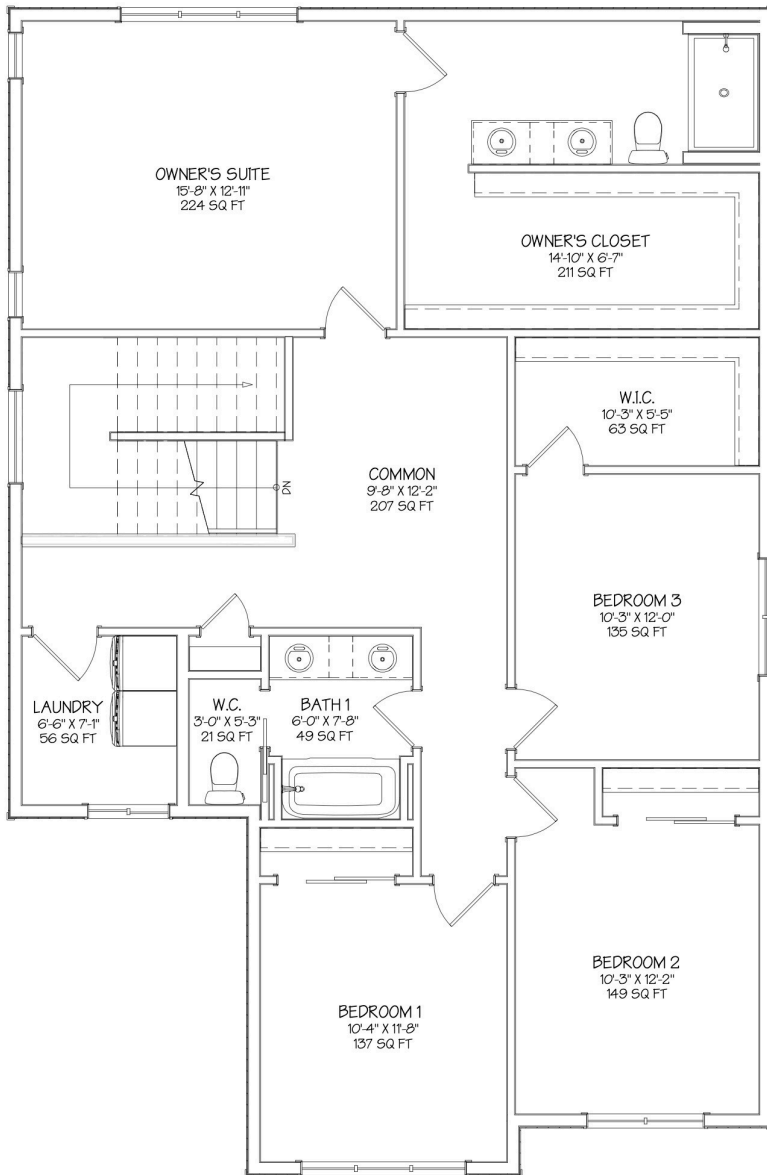 OWNER'S SUITE
15'-8" X 12'-11"
224 SQ FT
OWNER'S CLOSET
14'-10" X 6'-7"
211 SQ FT
W.I.C.
10'-3" X 5'-5"
63 SQ FT
COMMON
9'-8" X 12'-2"
207 SQ FT
DN
BEDROOM 3
10'-3" X 12'-0"
135 SQ FT
LAUNDRY
6'-6" X 7'-1"
56 SQ FT
W.C.
3'-0" X 5'-3"
21 SQ FT
BATH 1
6'-0" X 7'-8"
49 SQ FT
BEDROOM 2
10'-3" X 12'-2"
149 SQ FT
BEDROOM 1
10'-4" X 11'-8"
137 SQ FT